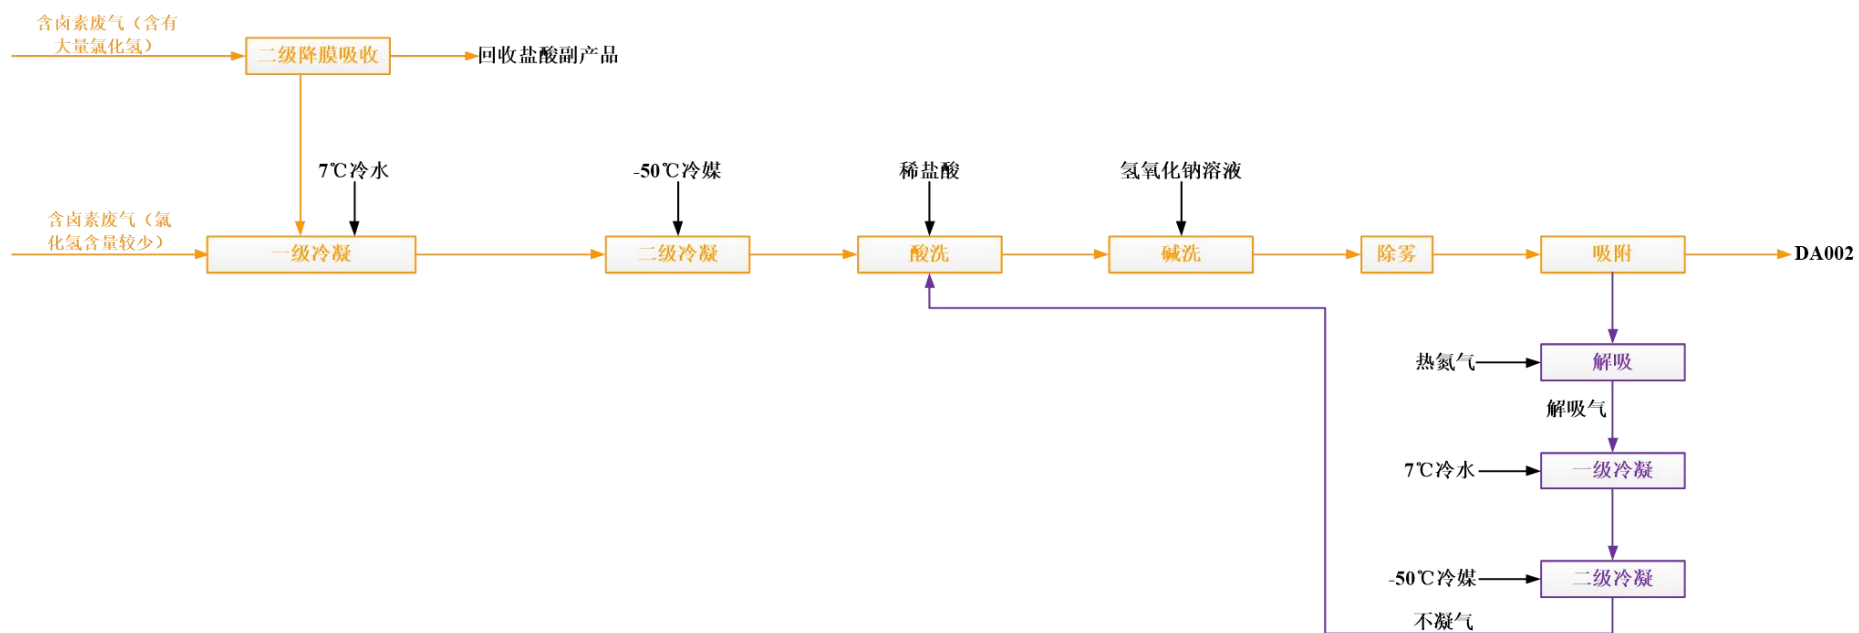 含卤素废气（含有
大量氯化氢）
二级降膜吸收
回收盐酸副产品
7℃冷水
-50℃冷媒
稀盐酸
氢氧化钠溶液
含卤素废气（氯
化氢含量较少）
一级冷凝
二级冷凝
酸洗
碱洗
除雾
吸附
DA002
热氮气
解吸
解吸气
7℃冷水
一级冷凝
-50℃冷媒
二级冷凝
不凝气